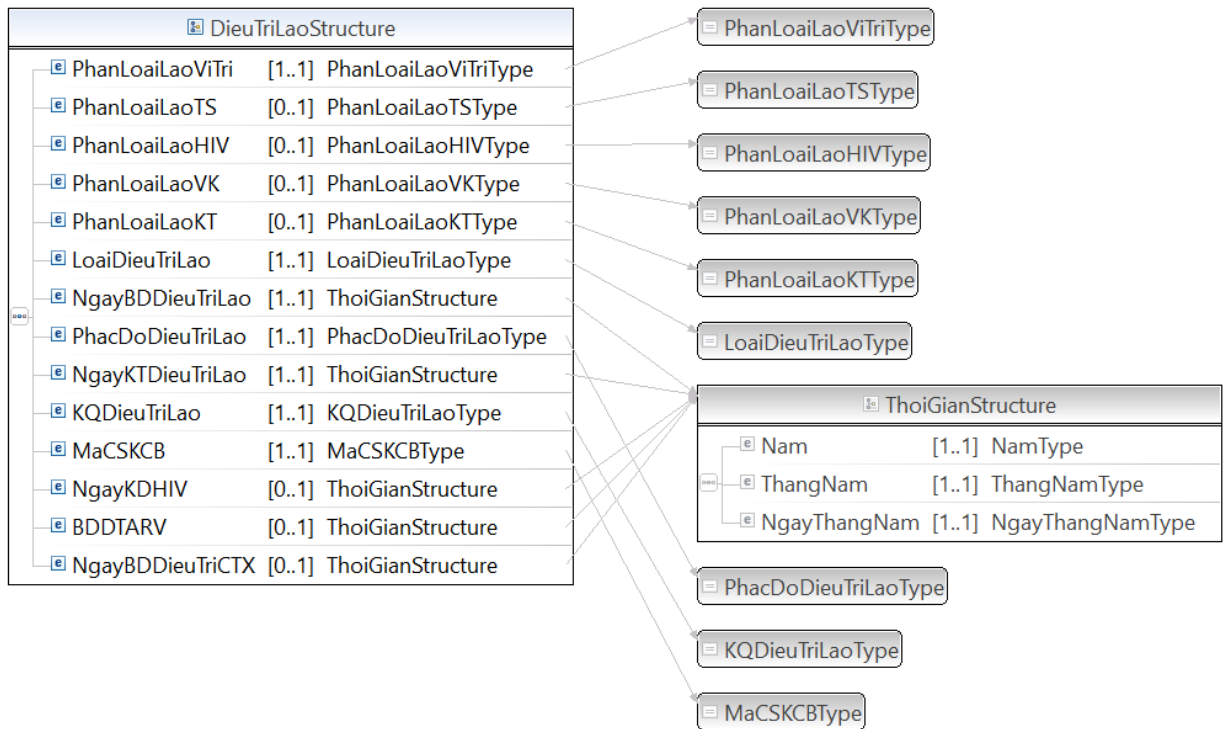 DieuTriLaoStructure
PhanLoaiLaoViTri [1..1] PhanLoaiLaoViTriType
PhanLoaiLaoTS [0..1] PhanLoaiLaoTSType
PhanLoaiLaoHIV [0..1] PhanLoaiLaoHIVType
PhanLoaiLaoVK [0..1] PhanLoaiLaoVKType
PhanLoaiLaoKT [0..1] PhanLoaiLaoKTType
LoaiDieuTriLao [1..1] LoaiDieuTriLaoType
NgayBDDieuTriLao [1..1] ThoiGianStructure
PhacDoDieuTriLao [1..1] PhacDoDieuTriLaoType
NgayKTDieuTriLao [1..1] ThoiGianStructure
KQDieuTriLao [1..1] KQDieuTriLaoType
MaCSKCB [1..1] MaCSKCBType
NgayKDHIV [0..1] ThoiGianStructure
BDDTARV [0..1] ThoiGianStructure
NgayBDDieuTriCTX [0..1] ThoiGianStructure
PhanLoaiLaoViTriType
PhanLoaiLaoTSType
PhanLoaiLaoHIVType
PhanLoaiLaoVKType
PhanLoaiLaoKTType
LoaiDieuTriLaoType
ThoiGianStructure
Nam [1..1] NamType
ThangNam [1..1] ThangNamType
NgayThangNam [1..1] NgayThangNamType
PhacDoDieuTriLaoType
KQDieuTriLaoType
MaCSKCBType